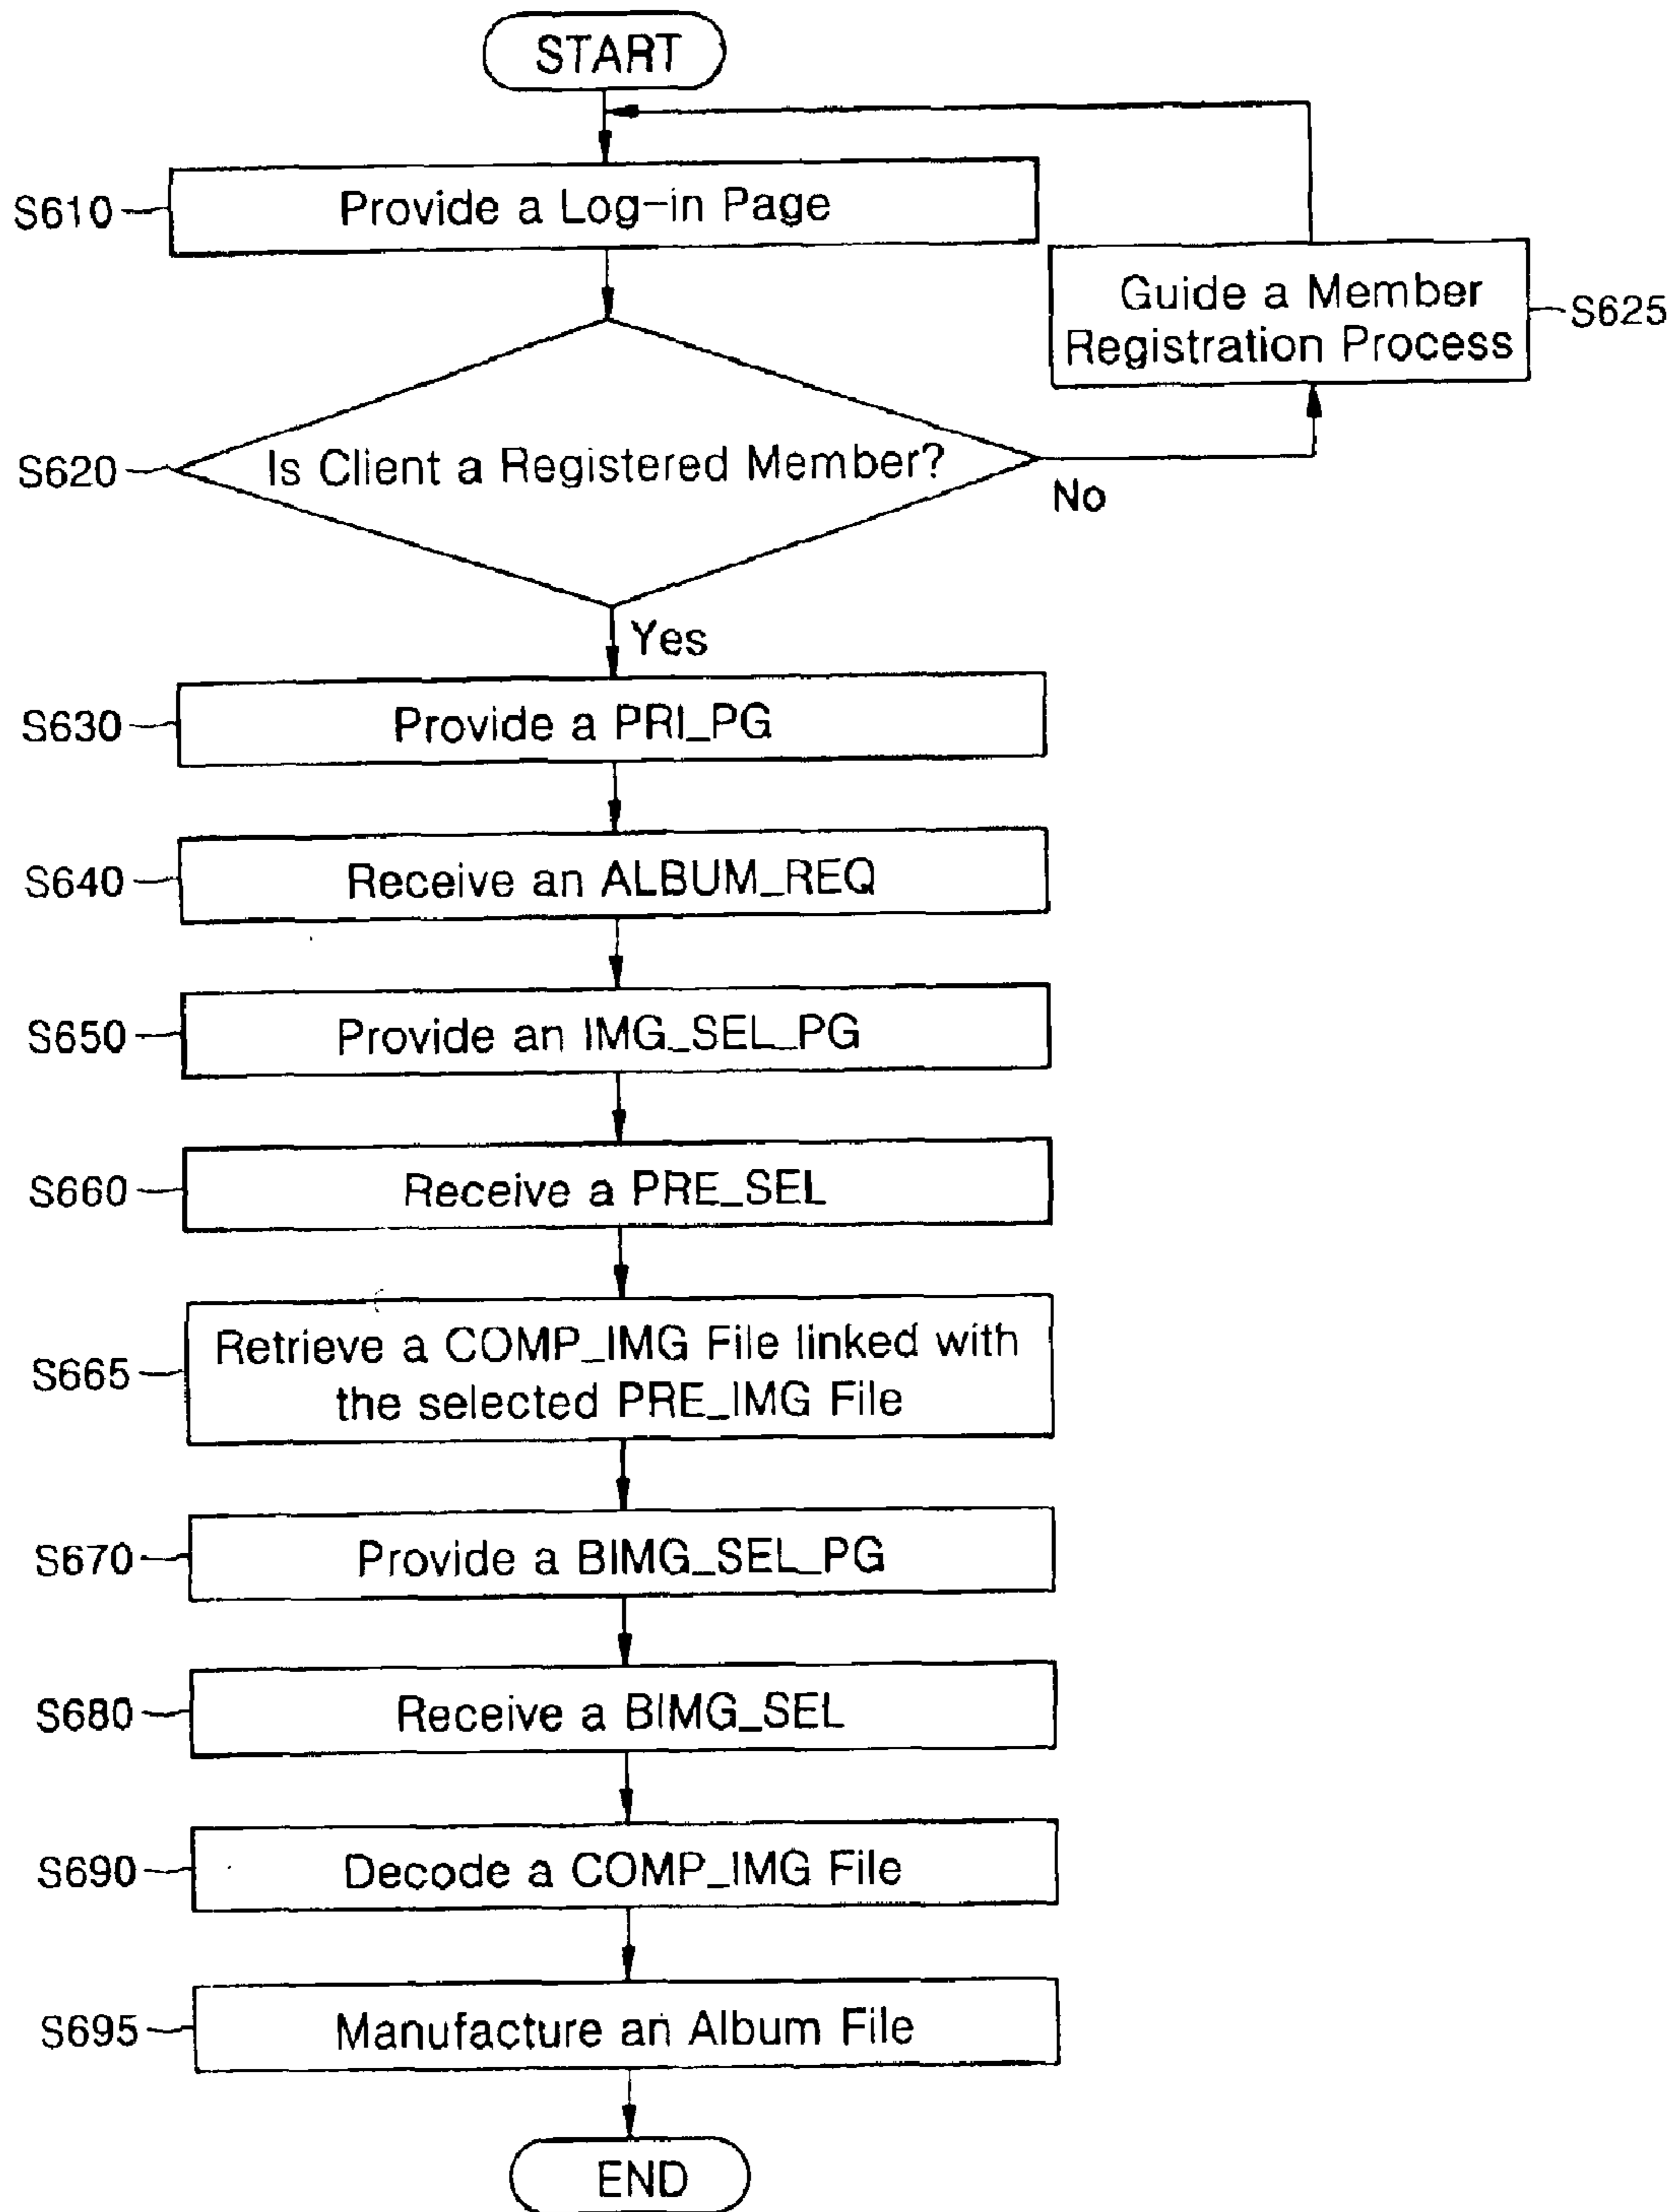 START
S610
Provide a Log-in Page
Guide a Member
Registration Process
S625
S620
Is Client a Registered Member?
No
Yes
S630
Provide a PRI_PG
S640
Receive an ALBUM_REQ
S650
Provide an IMG_SEL_PG
S660
Receive a PRE_SEL
S665
Retrieve a COMP_IMG File linked with
the selected PRE_IMG File
S670
Provide a BIMG_SEL_PG
S680
Receive a BIMG_SEL
S690
Decode a COMP_IMG File
S695
Manufacture an Album File
END